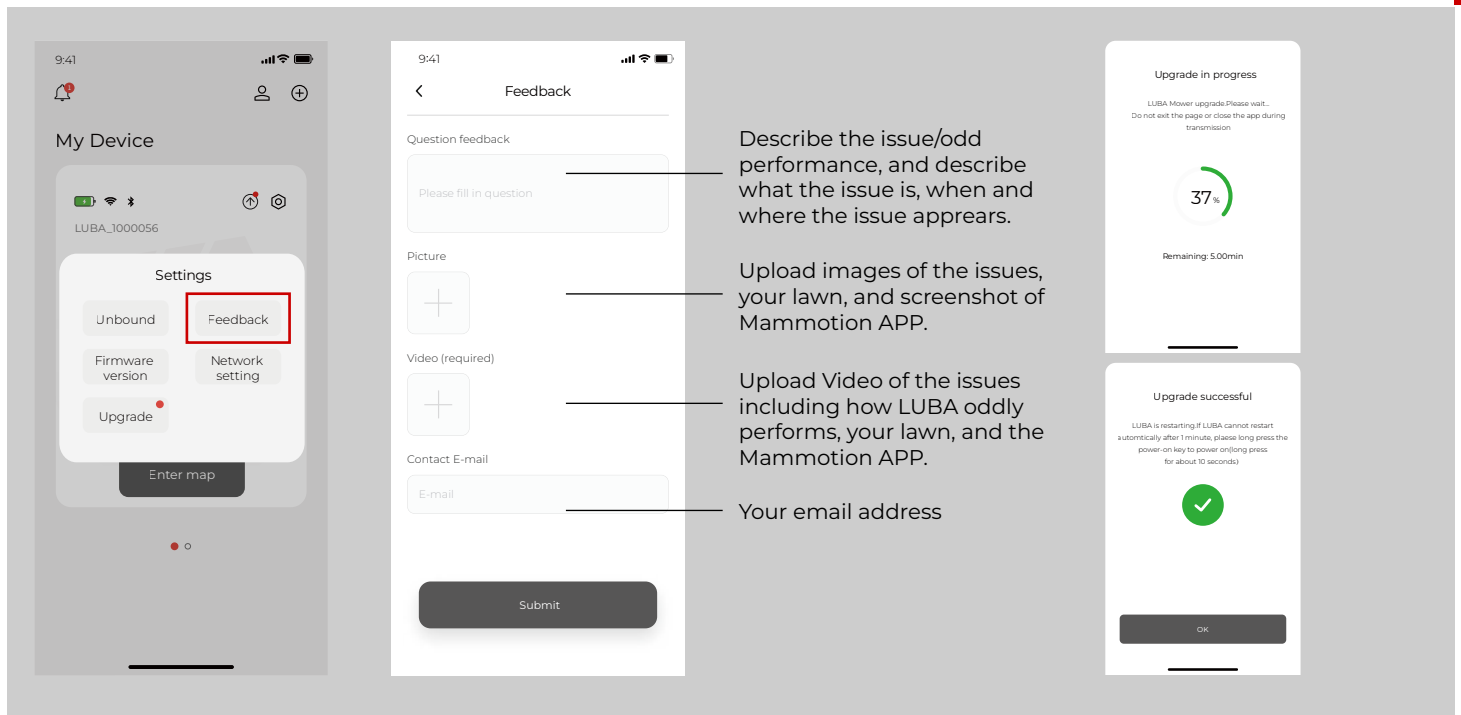 9:41
1
My Device
LUBA_1000056
Settings
Unbound
Feedback
Firmware
version
Network
setting
Upgrade
Enter map
9:41
Feedback
Question feedback
Please fill in question
Picture
Video (required)
Contact E-mail
E-mail
Submit
Describe the issue/odd
performance, and describe
what the issue is, when and
where the issue apprears.
Upload images of the issues,
your lawn, and screenshot of
Mammotion APP.
Upload Video of the issues
including how LUBA oddly
performs, your lawn, and the
Mammotion APP.
Your email address
Upgrade in progress
LUBA Mower upgrade.Please wait...
Do not exit the page or close the app during
transmission
37%
Remaining: 5.00min
Upgrade successful
LUBA is restarting.If LUBA cannot restart
automtically after 1 minute, plaese long press the
power-on key to power on(long press
for about 10 seconds)
OK